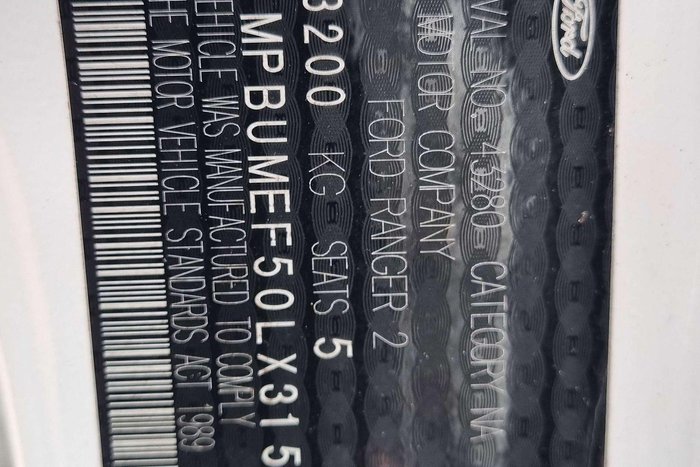 Ford
VAL NO. 45280 CATEGORY NA
MOTOR COMPANY
FORD RANGER 2
3200 KG SEATS 5
MPBUMEF50LX315
VEHICLE WAS MANUFACTURED TO COMPLY
THE MOTOR VEHICLE STANDARDS ACT 1989